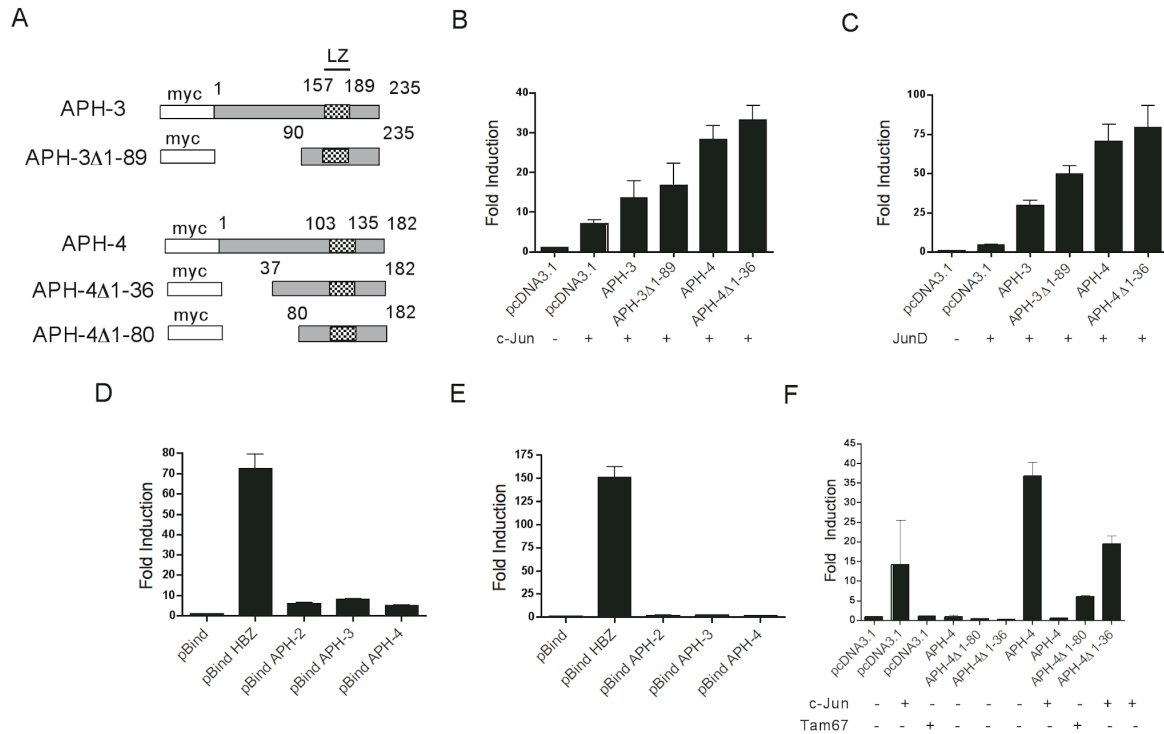 A
LZ
myc 1 157 189 235
APH-3
myc 90 235
APH-3Δ1-89
myc 1 103 135 182
APH-4
myc 37 182
APH-4Δ1-36
myc 80 182
APH-4Δ1-80
B
Fold Induction
40
30
20
10
0
pcDNA3.1 pcDNA3.1 APH-3 APH-3Δ1-89 APH-4 APH-4Δ1-36
c-Jun - + + + + +
C
Fold Induction
100
75
50
25
0
pcDNA3.1 pcDNA3.1 APH-3 APH-3Δ1-89 APH-4 APH-4Δ1-36
JunD - + + + + +
D
Fold Induction
80
70
60
50
40
30
20
10
0
pBind pBind HBZ pBind APH-2 pBind APH-3 pBind APH-4
E
Fold Induction
175
150
125
100
75
50
25
0
pBind pBind HBZ pBind APH-2 pBind APH-3 pBind APH-4
F
Fold Induction
45
40
35
30
25
20
15
10
5
0
pcDNA3.1 pcDNA3.1 pcDNA3.1 APH-4 APH-4Δ1-80 APH-4Δ1-36 APH-4 APH-4 APH-4Δ1-80 APH-4Δ1-36
c-Jun - + - - - - + - + +
Tam67 - - + - - - - + - -